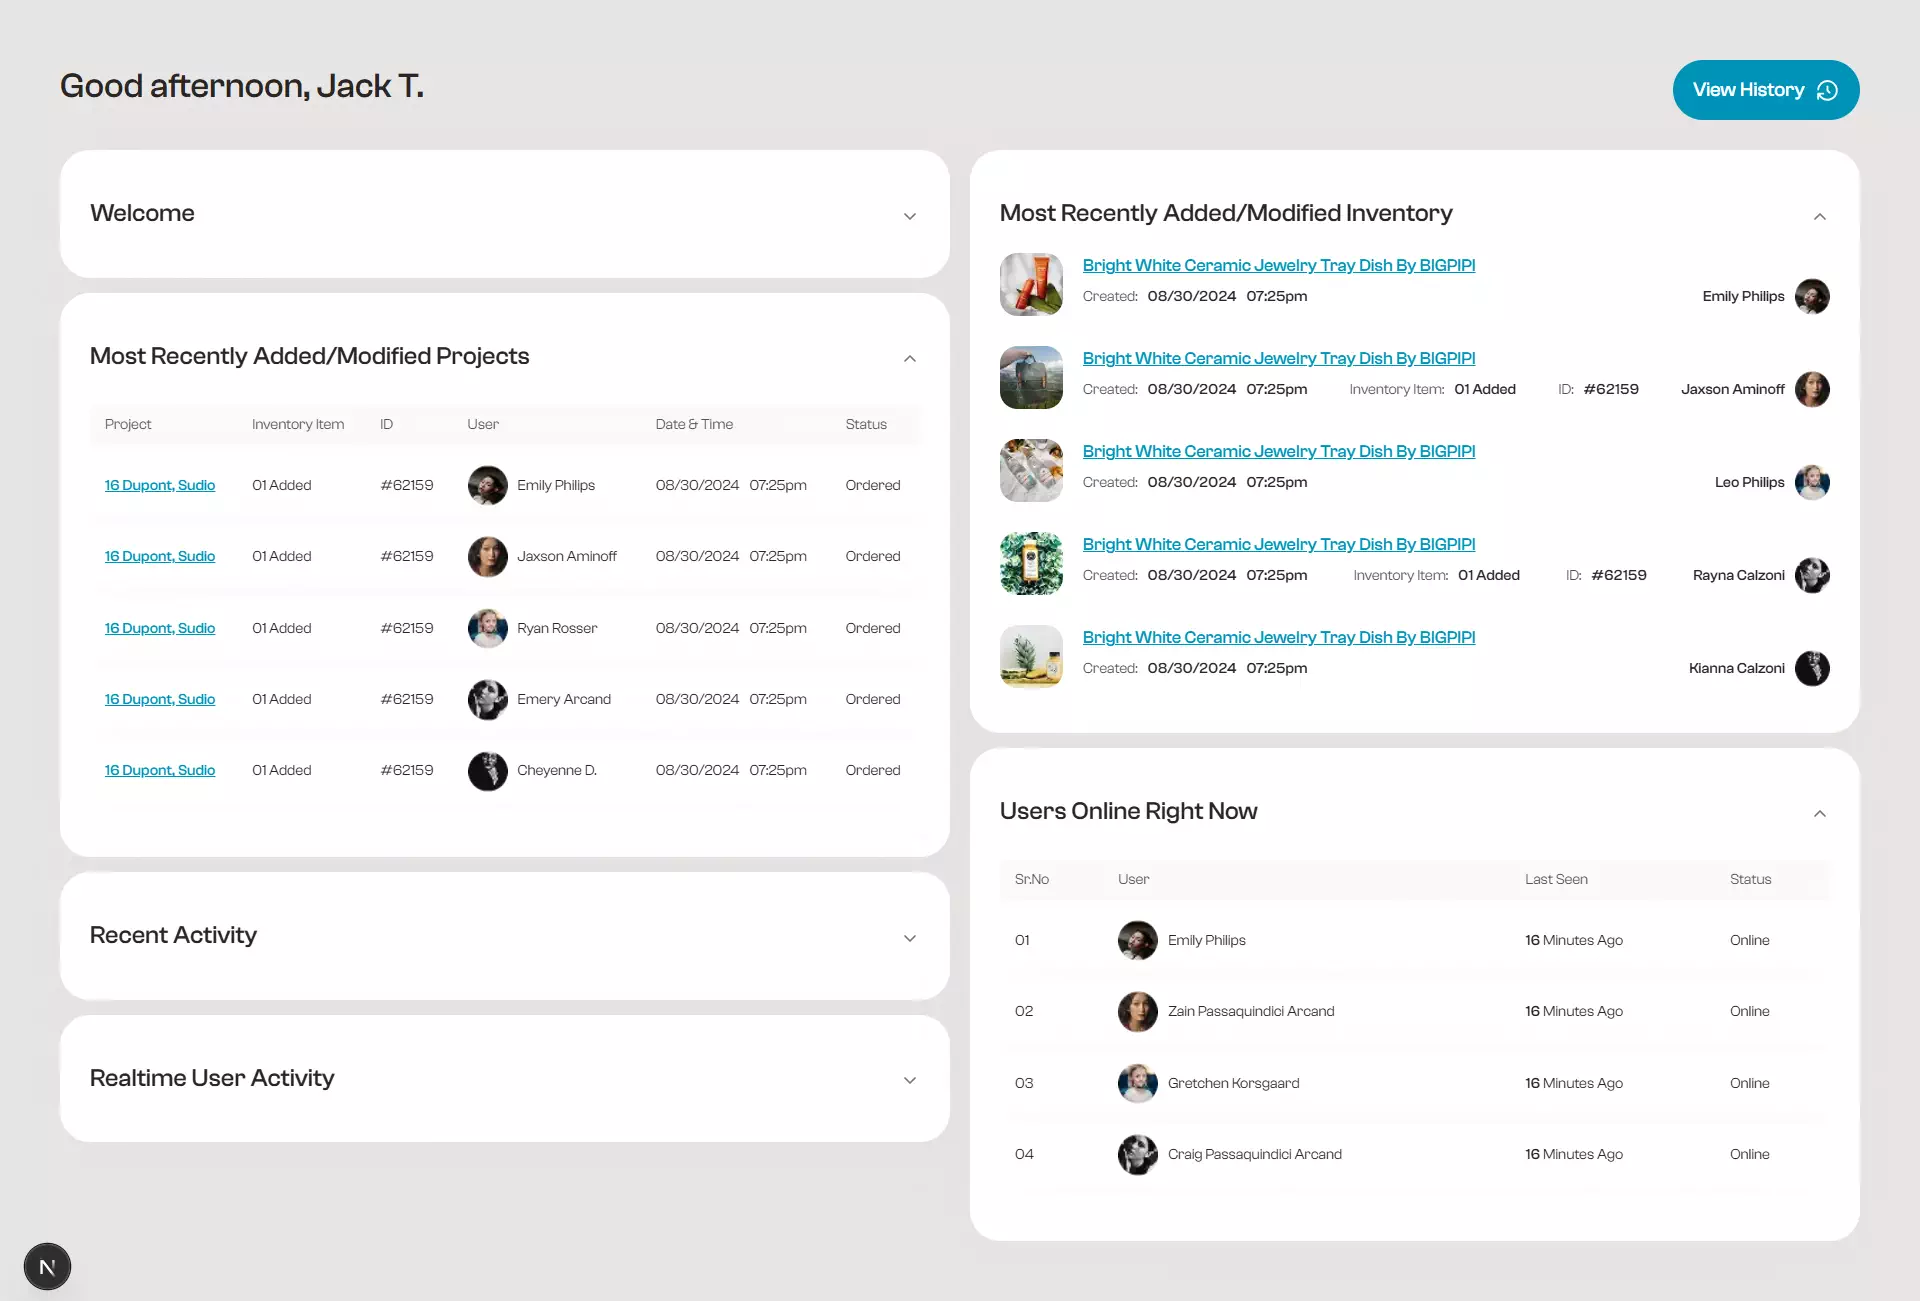 Good afternoon, Jack T.
View History
Welcome
Most Recently Added/Modified Projects
Project Inventory Item ID User Date & Time Status
16 Dupont, Sudio 01 Added #62159 Emily Philips 08/30/2024 07:25pm Ordered
16 Dupont, Sudio 01 Added #62159 Jaxson Aminoff 08/30/2024 07:25pm Ordered
16 Dupont, Sudio 01 Added #62159 Ryan Rosser 08/30/2024 07:25pm Ordered
16 Dupont, Sudio 01 Added #62159 Emery Arcand 08/30/2024 07:25pm Ordered
16 Dupont, Sudio 01 Added #62159 Cheyenne D. 08/30/2024 07:25pm Ordered
Recent Activity
Realtime User Activity
Most Recently Added/Modified Inventory
Bright White Ceramic Jewelry Tray Dish By BIGPIPI
Created: 08/30/2024 07:25pm Emily Philips
Bright White Ceramic Jewelry Tray Dish By BIGPIPI
Created: 08/30/2024 07:25pm Inventory Item: 01 Added ID: #62159 Jaxson Aminoff
Bright White Ceramic Jewelry Tray Dish By BIGPIPI
Created: 08/30/2024 07:25pm Leo Philips
Bright White Ceramic Jewelry Tray Dish By BIGPIPI
Created: 08/30/2024 07:25pm Inventory Item: 01 Added ID: #62159 Rayna Calzoni
Bright White Ceramic Jewelry Tray Dish By BIGPIPI
Created: 08/30/2024 07:25pm Kianna Calzoni
Users Online Right Now
Sr.No User Last Seen Status
01 Emily Philips 16 Minutes Ago Online
02 Zain Passaquindici Arcand 16 Minutes Ago Online
03 Gretchen Korsgaard 16 Minutes Ago Online
04 Craig Passaquindici Arcand 16 Minutes Ago Online
N